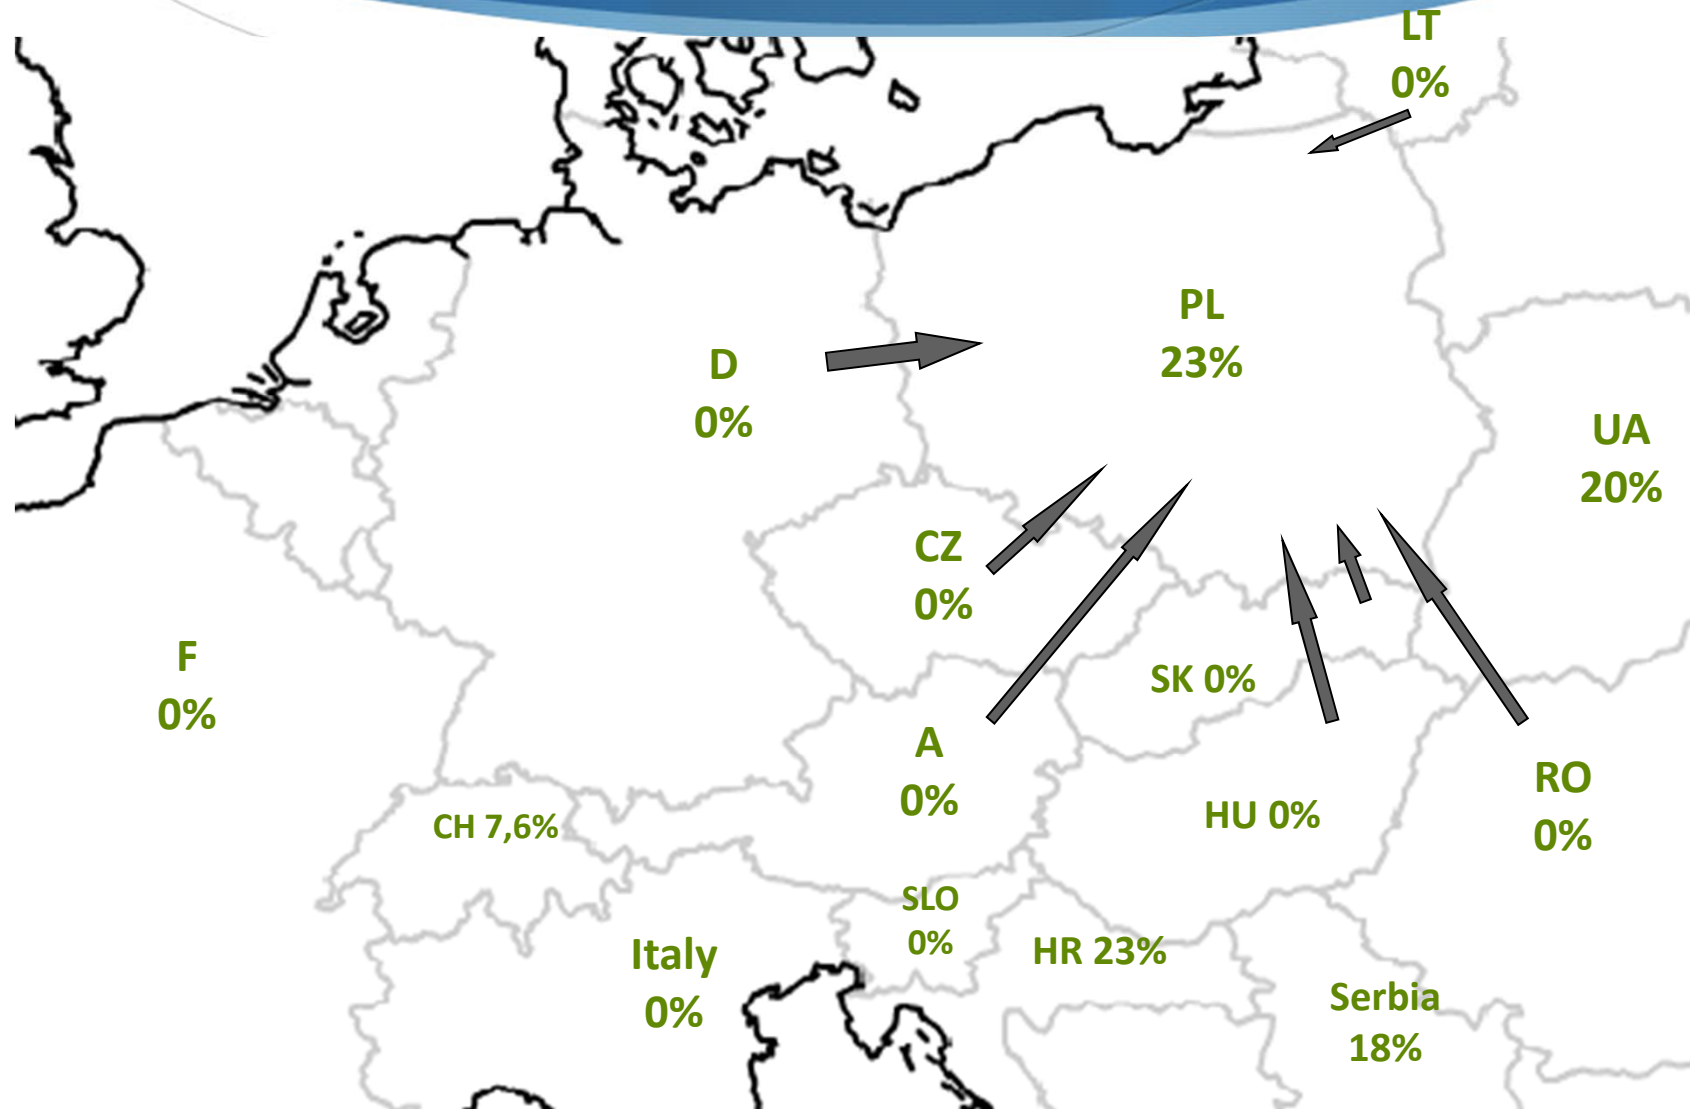 LT
0%
PL
23%
D
0%
UA
20%
CZ
0%
F
0%
SK 0%
A
0%
RO
0%
CH 7,6%
HU 0%
SLO
0%
HR 23%
Italy
0%
Serbia
18%